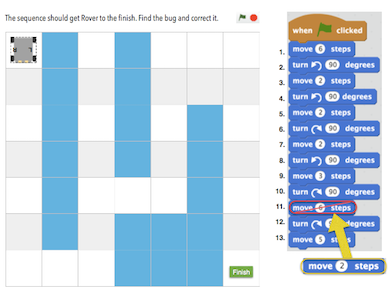 The sequence should get Rover to the finish. Find the bug and correct it.
when clicked
1. move 6 steps
2. turn 90 degrees
3. move 2 steps
4. turn 90 degrees
5. move 2 steps
6. turn 90 degrees
7. move 2 steps
8. turn 90 degrees
9. move 3 steps
10. turn 90 degrees
11. move 6 steps
12. turn degrees
13. move 5 steps
Finish
move 2 steps